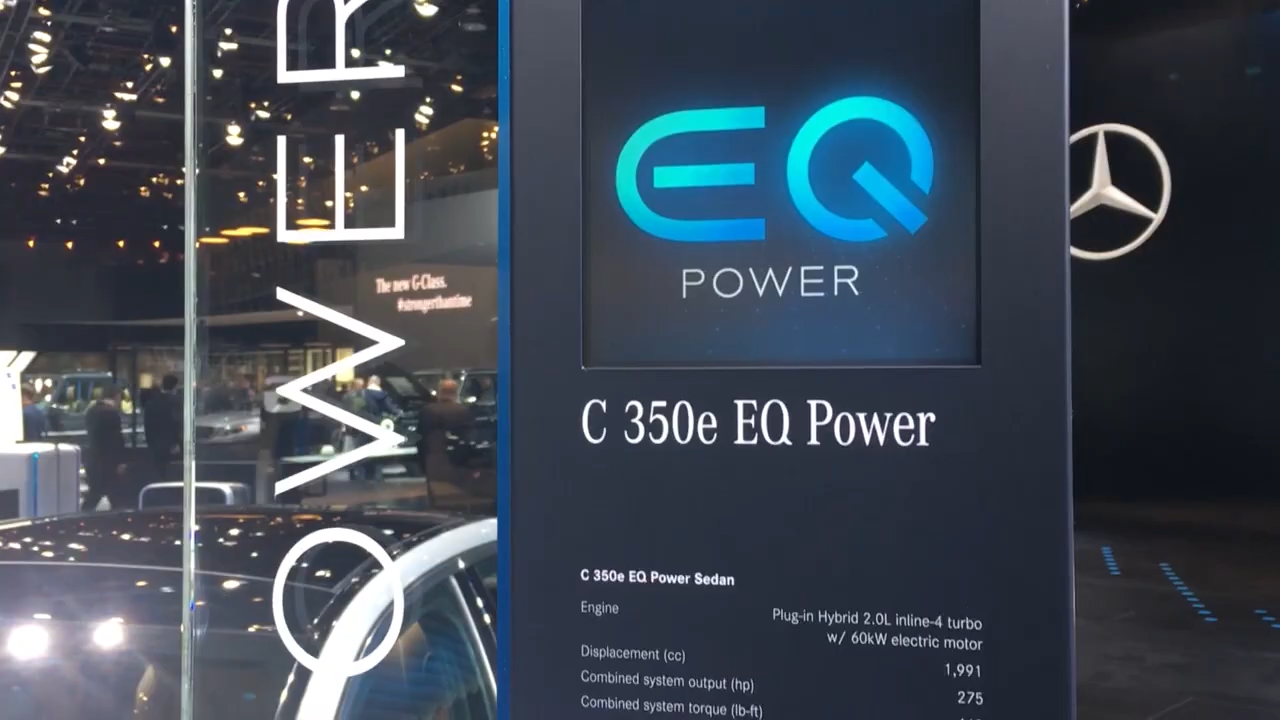 OWER
The new G-Class.
#strongerthantime
EQ
POWER
C 350e EQ Power
C 350e EQ Power Sedan
Engine
Plug-in Hybrid 2.0L inline-4 turbo
w/ 60kW electric motor
Displacement (cc) 1,991
Combined system output (hp) 275
Combined system torque (lb-ft)